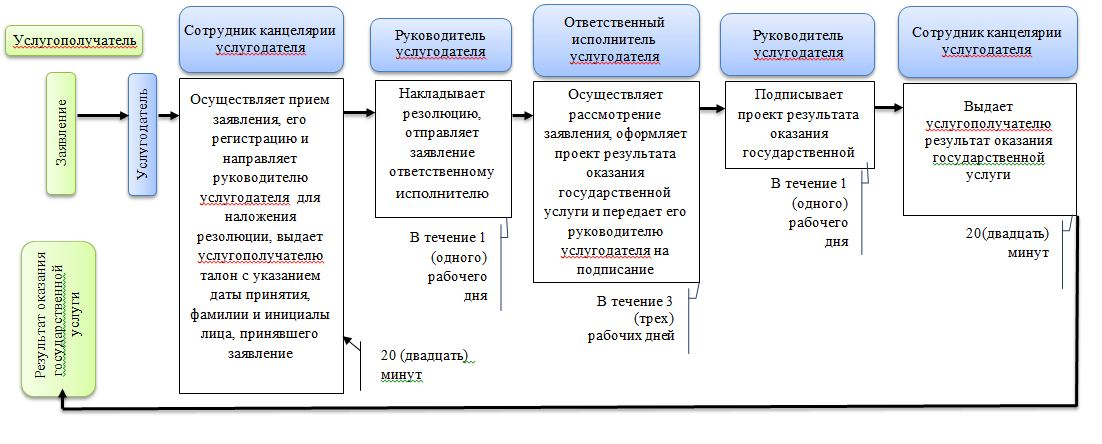 Услугополучатель
Заявление
Услугодатель
Сотрудник канцелярии
услугодателя
Осуществляет прием
заявления, его
регистрацию и
направляет
руководителю
услугодателя для
наложения
резолюции, выдает
услугополучателю
талон с указанием
даты принятия,
фамилии и инициалы
лица, принявшего
заявление
20 (двадцать)
минут
Руководитель
услугодателя
Накладывает
резолюцию,
отправляет
заявление
ответственному
исполнителю
В течение 1
(одного)
рабочего
дня
Ответственный
исполнитель
услугодателя
Осуществляет
рассмотрение
заявления, оформляет
проект результата
оказания
государственной
услуги и передает его
руководителю
услугодателя на
подписание
В течение 3
(трех)
рабочих дней
Руководитель
услугодателя
Подписывает
проект результата
оказания
государственной
В течение 1
(одного)
рабочего
дня
Сотрудник канцелярии
услугодателя
Выдает
услугополучателю
результат оказания
государственной
услуги
20(двадцать)
минут
Результат оказания
государственной
услуги